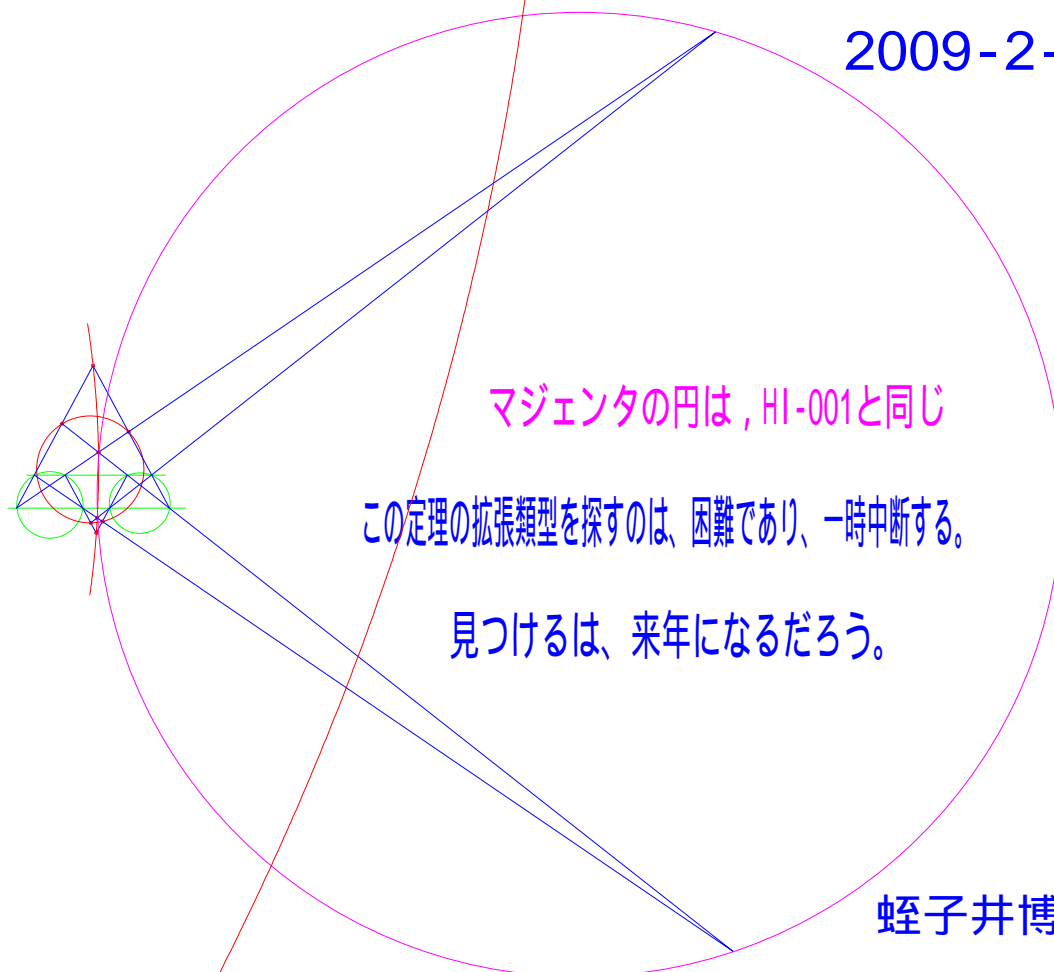 2009-2-
マジェンタの円は，HI-001と同じ
この定理の拡張類型を探すのは、困難であり、一時中断する。
見つけるは、来年になるだろう。
蛭子井博